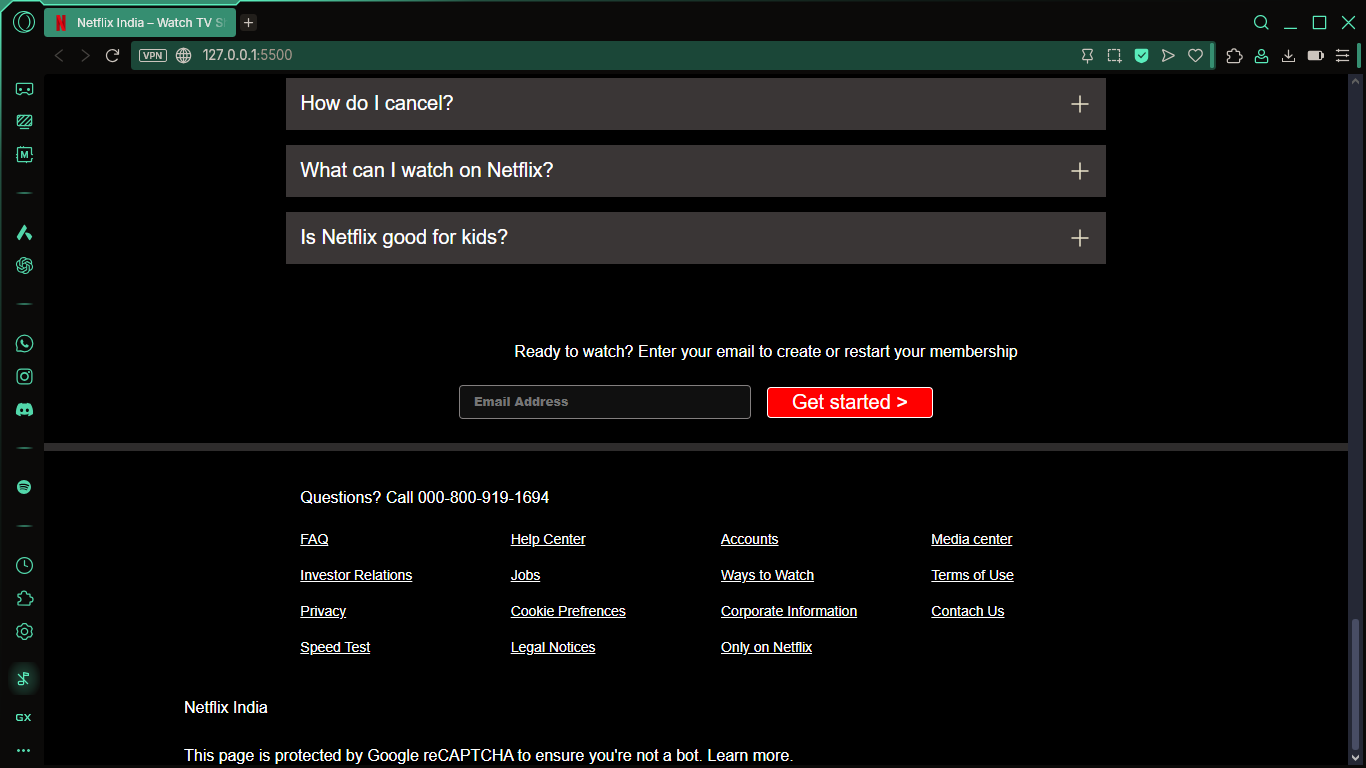 Netflix India – Watch TV S
VPN 127.0.0.1:5500
How do I cancel?
What can I watch on Netflix?
Is Netflix good for kids?
Ready to watch? Enter your email to create or restart your membership
Email Address Get started >
Questions? Call 000-800-919-1694
FAQ Help Center Accounts Media center
Investor Relations Jobs Ways to Watch Terms of Use
Privacy Cookie Prefrences Corporate Information Contach Us
Speed Test Legal Notices Only on Netflix
Netflix India
GX
This page is protected by Google reCAPTCHA to ensure you're not a bot. Learn more.